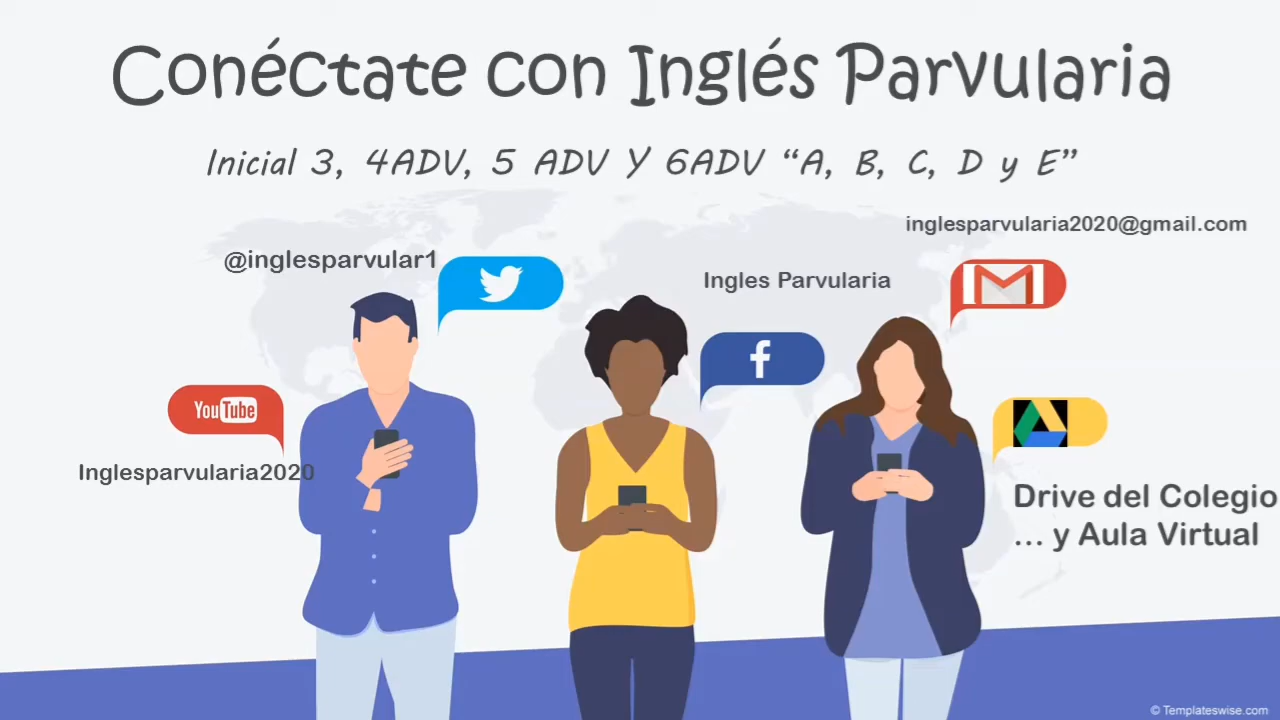 Conéctate con Inglés Parvularia
Inicial 3, 4ADV, 5 ADV Y 6ADV “A, B, C, D y E”
inglesparvularia2020@gmail.com
@inglesparvular1
Ingles Parvularia
f
YouTube
Inglesparvularia2020
Drive del Colegio
... y Aula Virtual
© Templateswise.com